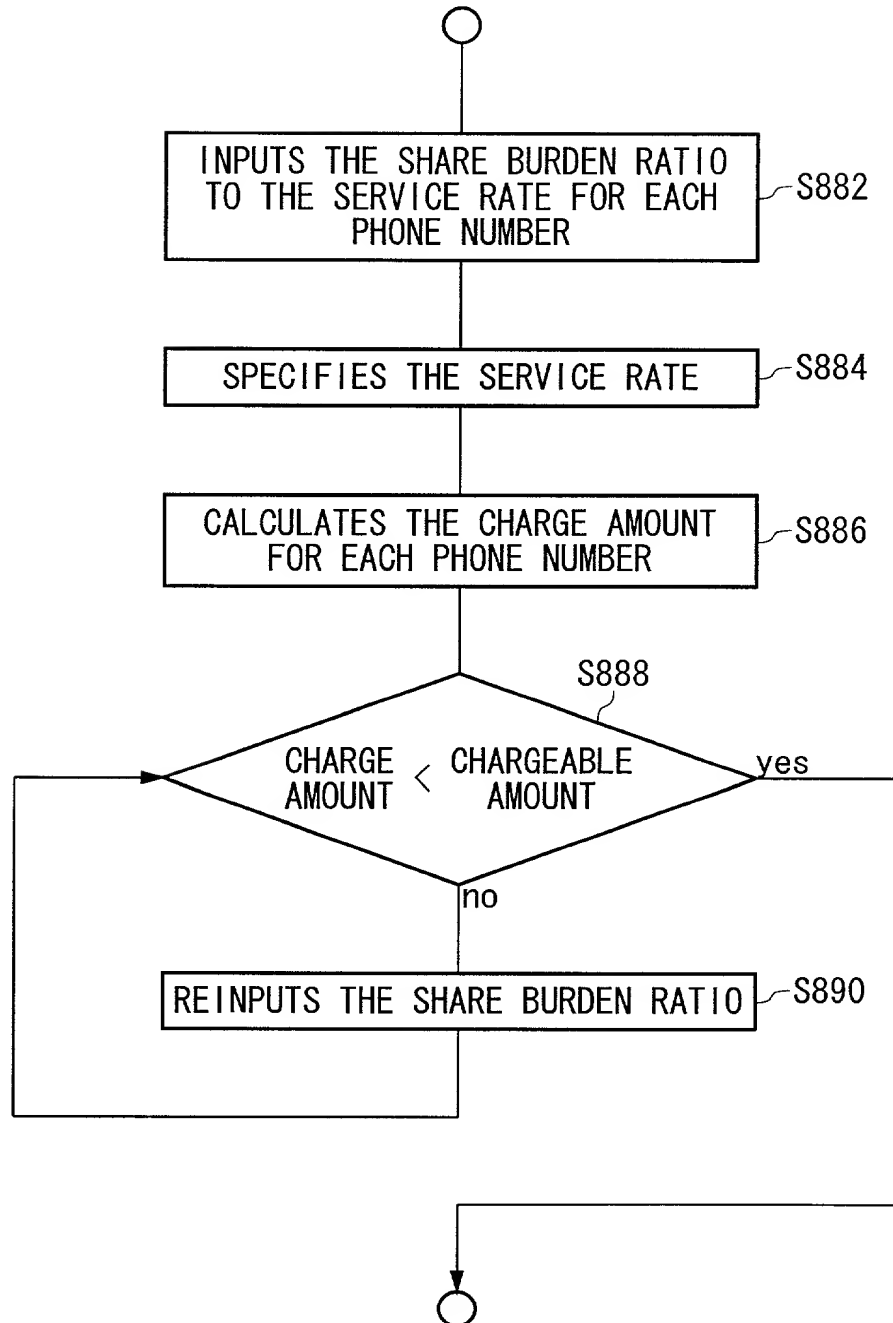 INPUTS THE SHARE BURDEN RATIO
TO THE SERVICE RATE FOR EACH
PHONE NUMBER
S882
SPECIFIES THE SERVICE RATE
S884
CALCULATES THE CHARGE AMOUNT
FOR EACH PHONE NUMBER
S886
S888
CHARGE < CHARGEABLE
AMOUNT AMOUNT
yes
no
REINPUTS THE SHARE BURDEN RATIO
S890